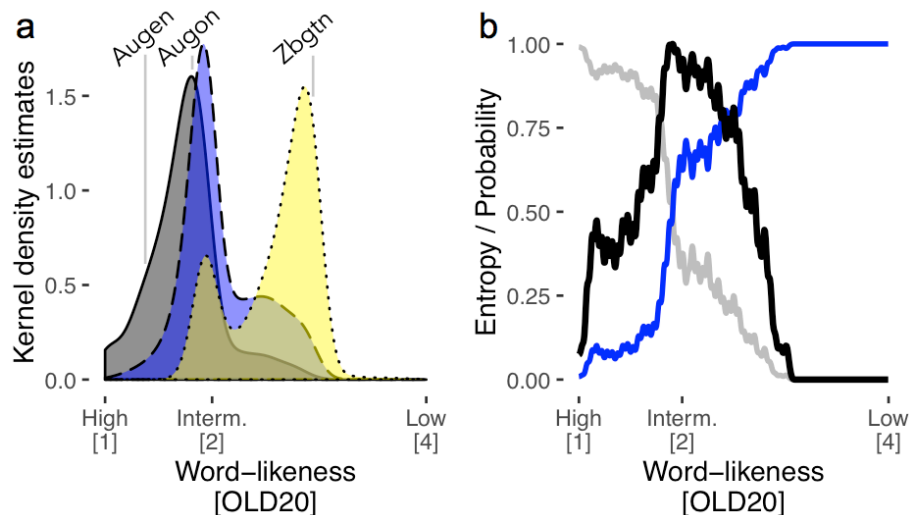 a
Augen
Augon
Zbgtn
Kernel density estimates
1.5
1.0
0.5
0.0
High
[1]
Interm.
[2]
Low
[4]
Word-likeness
[OLD20]
b
Entropy / Probability
1.00
0.75
0.50
0.25
0.00
High
[1]
Interm.
[2]
Low
[4]
Word-likeness
[OLD20]